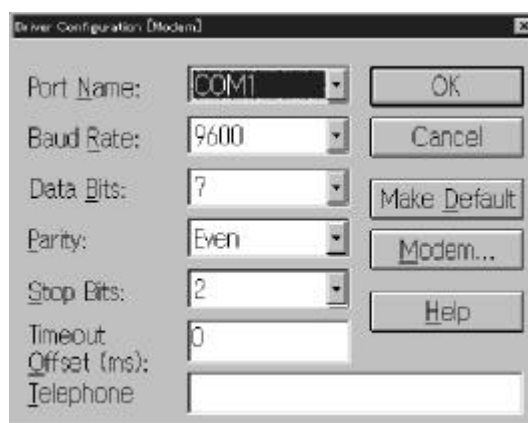 Driver Configuration [Modem]
Port Name: COM1 OK
Baud Rate: 9600 Cancel
Data Bits: 7 Make Default
Parity: Even Modem...
Stop Bits: 2 Help
Timeout
Offset (ms): 0
Telephone